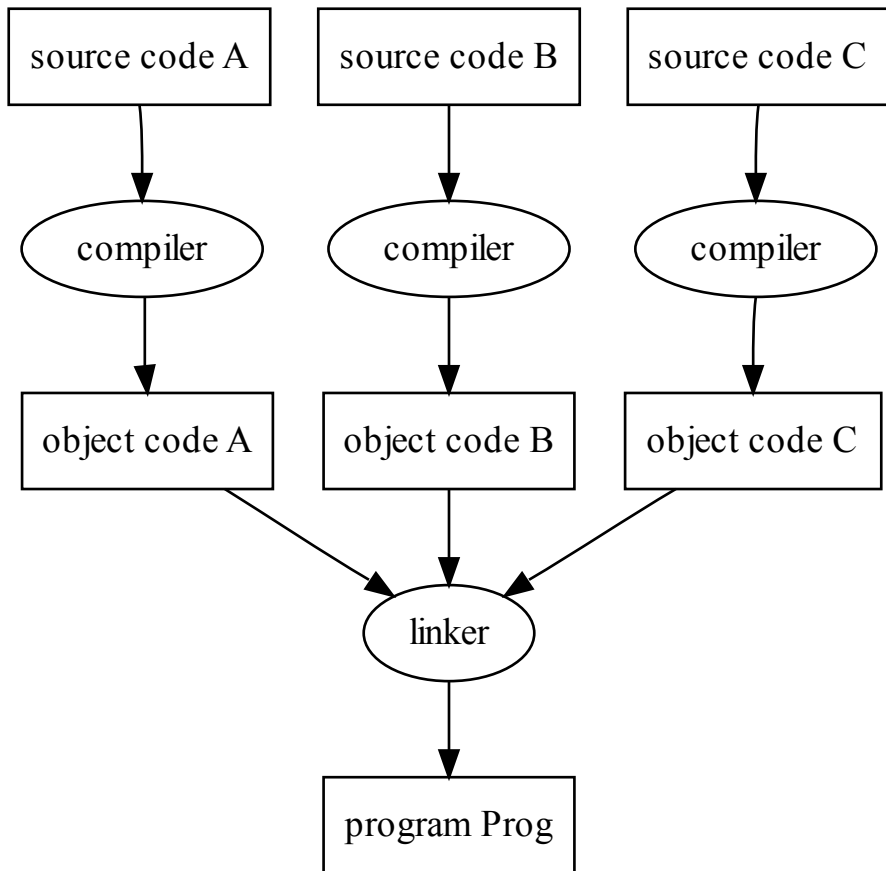 source code A
source code B
source code C
compiler
compiler
compiler
object code A
object code B
object code C
linker
program Prog